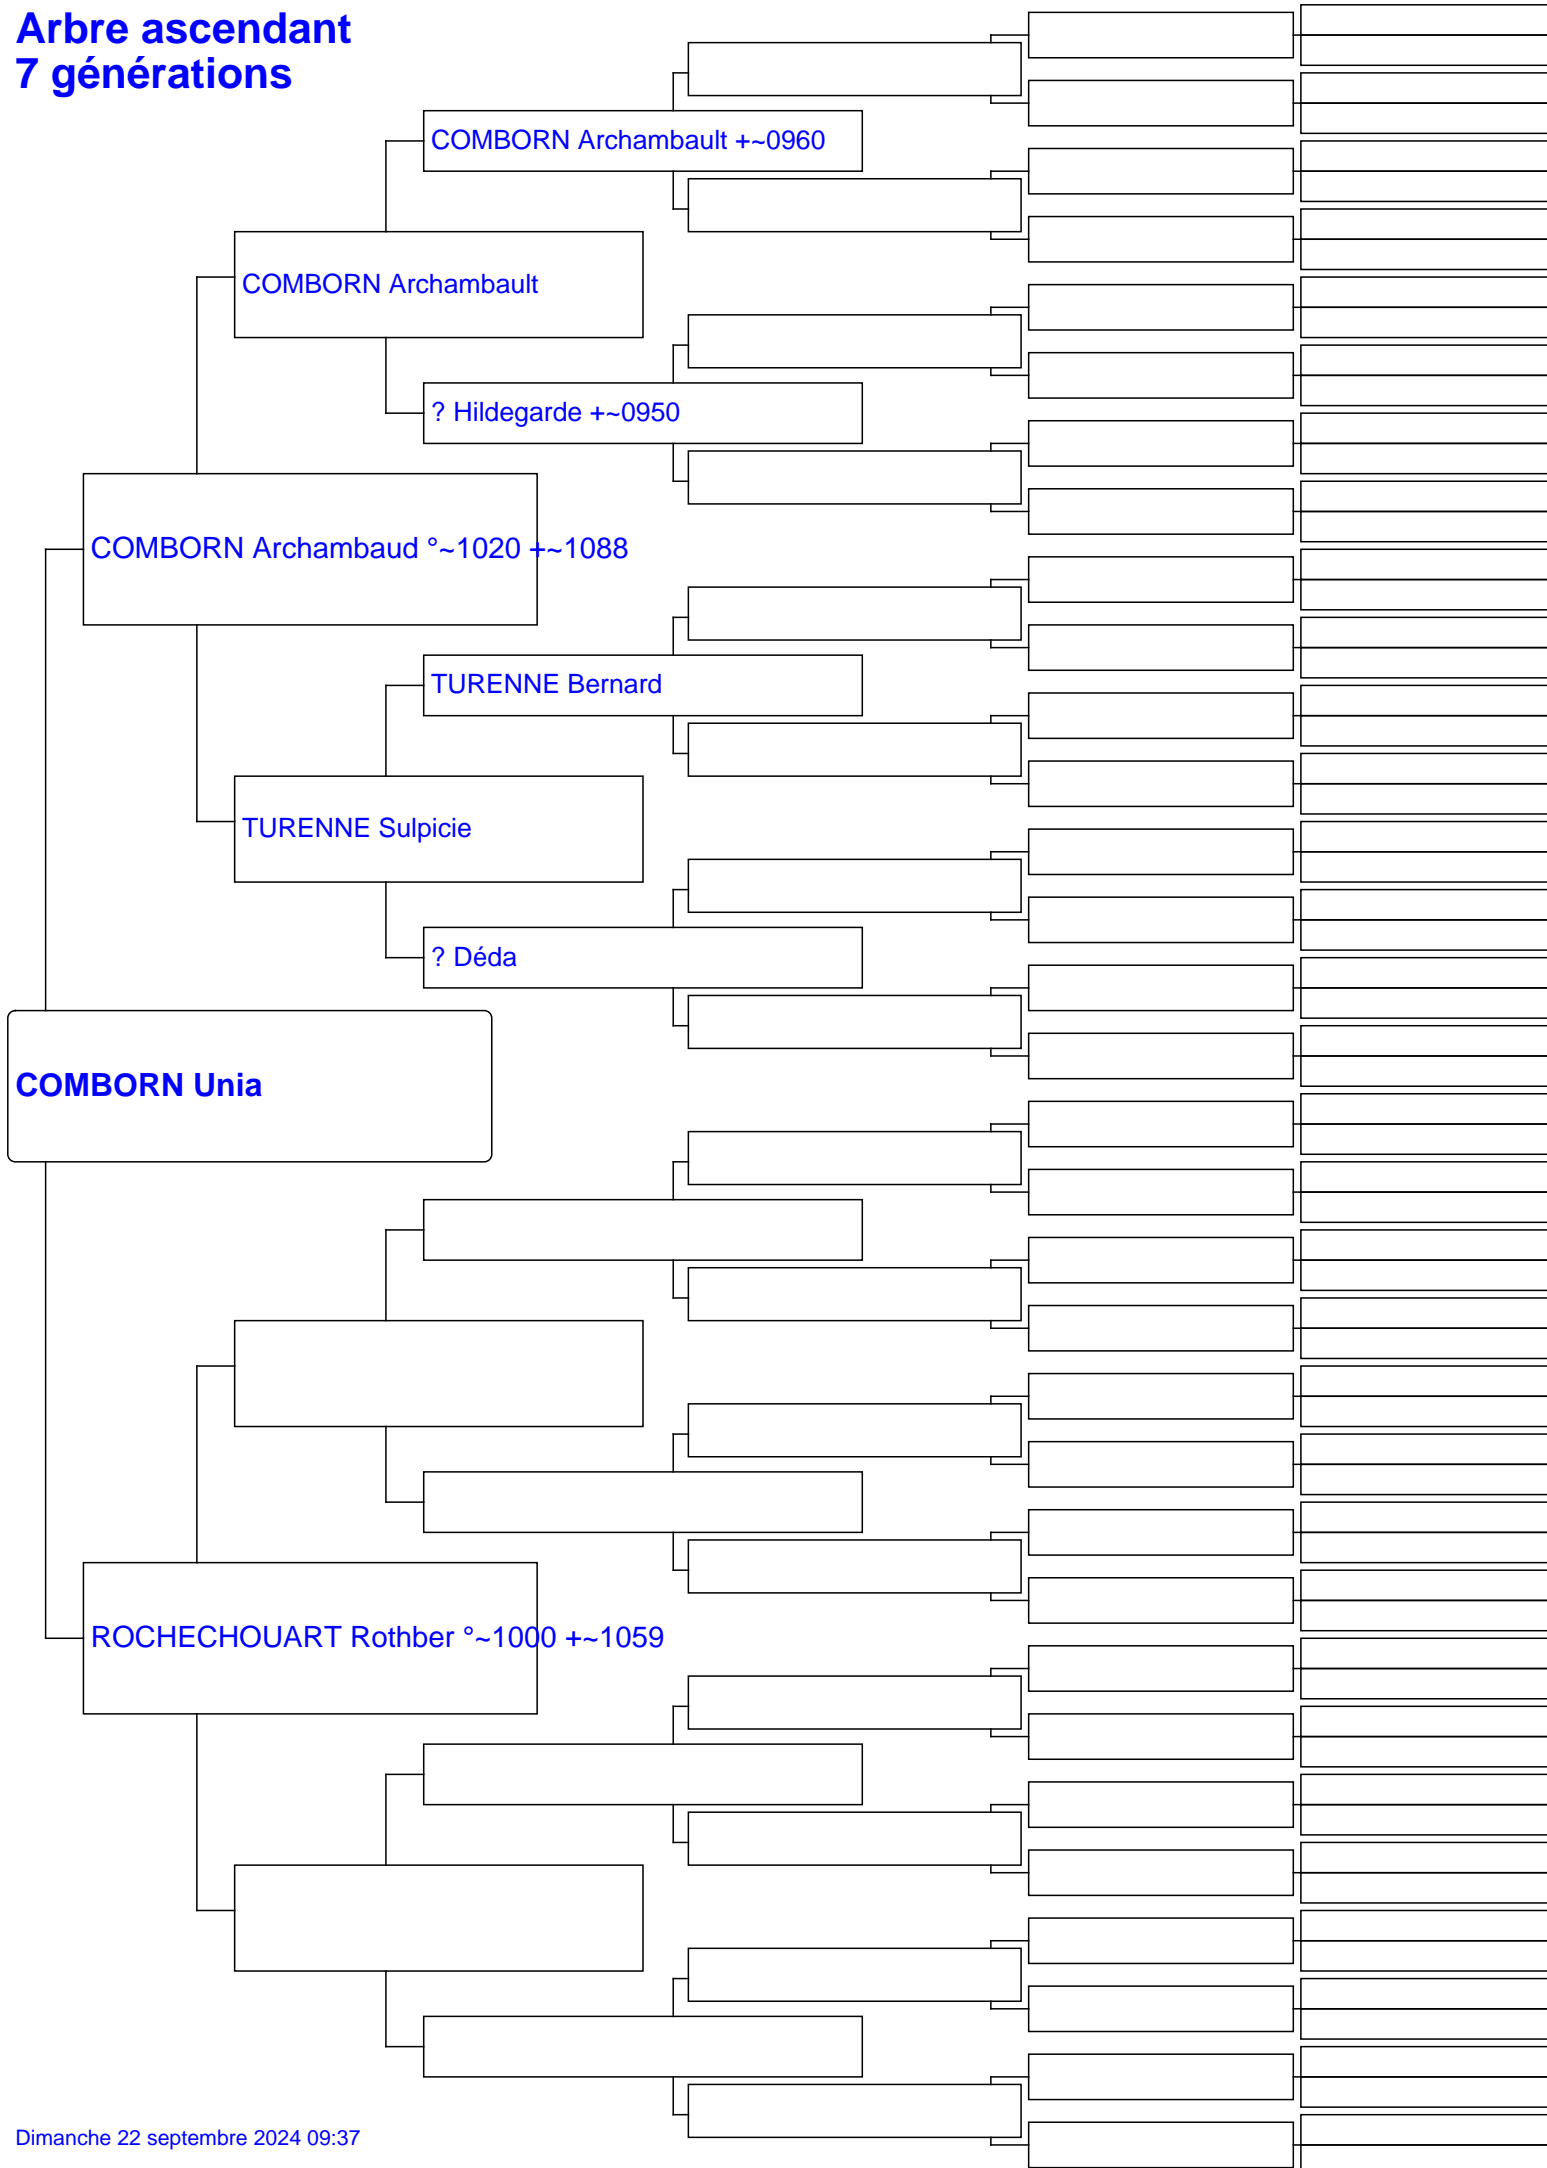 Arbre ascendant
7 générations
COMBORN Archambault +~0960
COMBORN Archambault
? Hildegarde +~0950
COMBORN Archambaud °~1020 +~1088
TURENNE Bernard
TURENNE Sulpicie
? Déda
COMBORN Unia
ROCHECHOUART Rothber °~1000 +~1059
Dimanche 22 septembre 2024 09:37